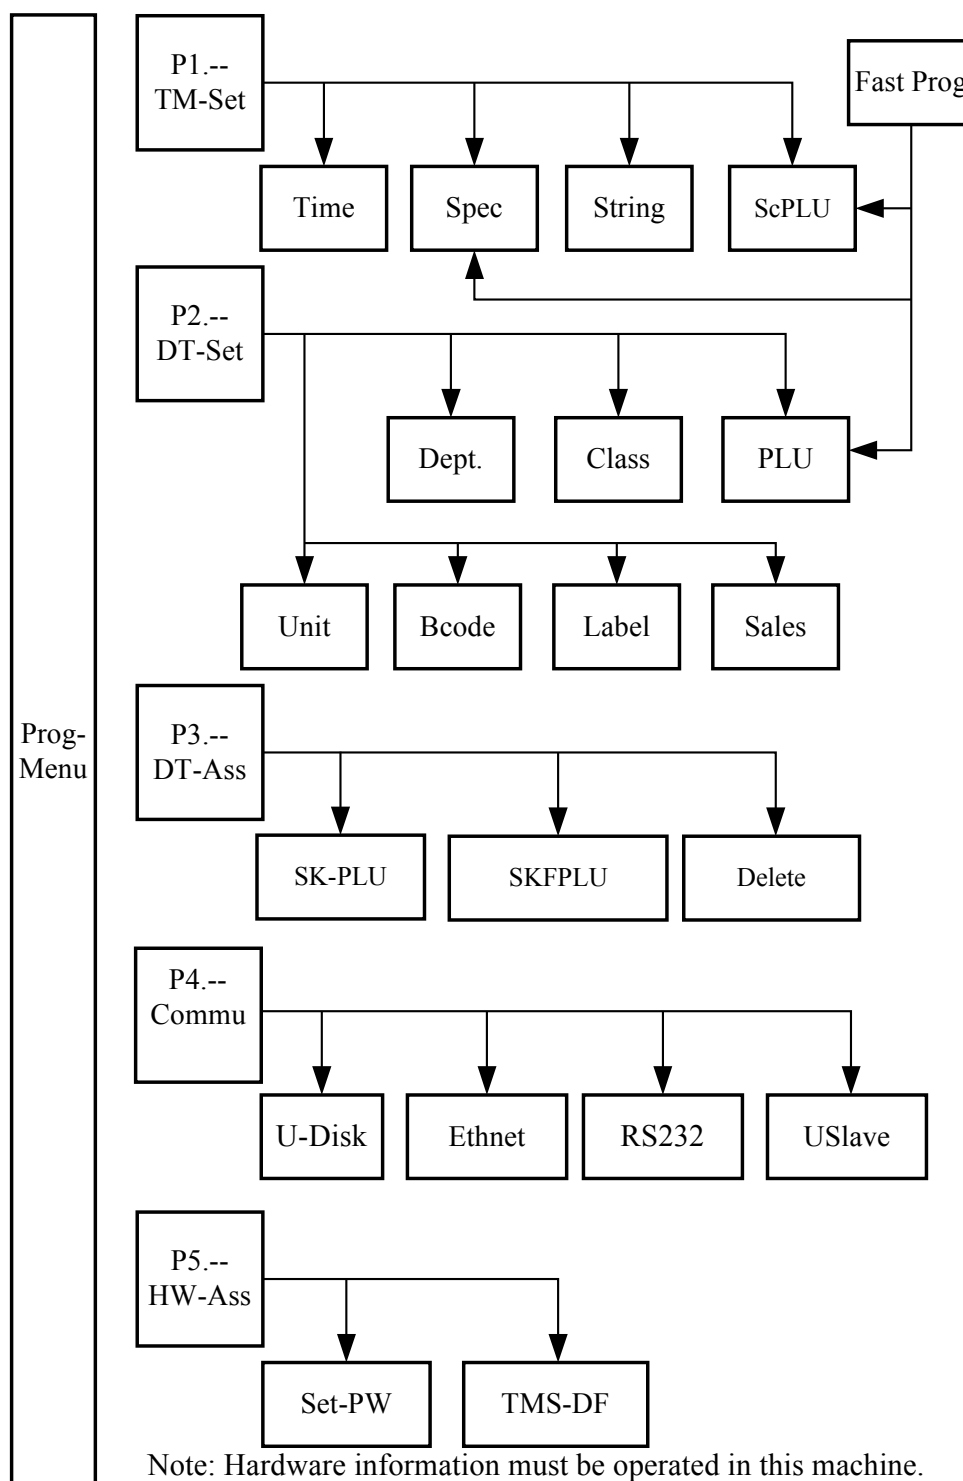 P1.--
TM-Set
Fast Prog
Time
Spec
String
ScPLU
P2.--
DT-Set
Dept.
Class
PLU
Unit
Bcode
Label
Sales
Prog-
Menu
P3.--
DT-Ass
SK-PLU
SKFPLU
Delete
P4.--
Commu
U-Disk
Ethnet
RS232
USlave
P5.--
HW-Ass
Set-PW
TMS-DF
Note: Hardware information must be operated in this machine.